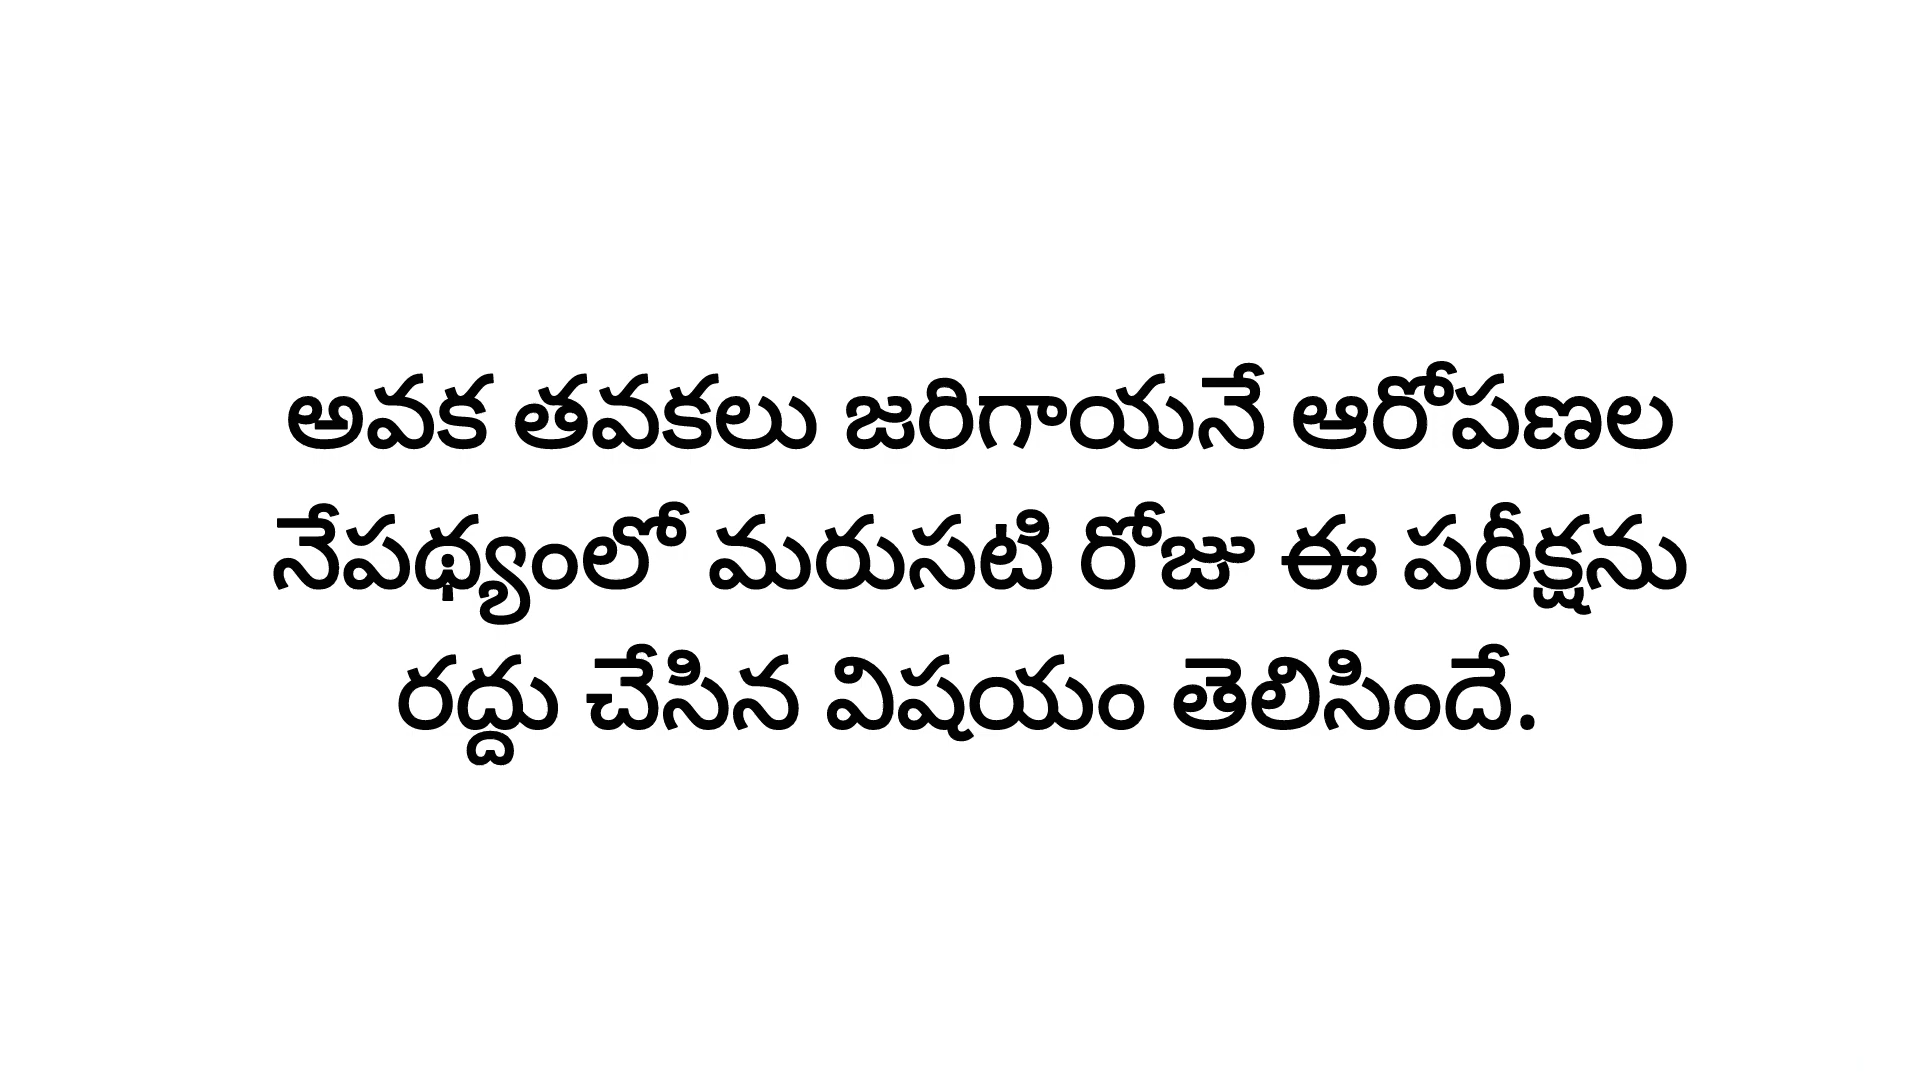 అవక తవకలు జరిగాయనే ఆరోపణల
నేపథ్యంలో మరుసటి రోజు ఈ పరీక్షను
రద్దు చేసిన విషయం తెలిసిందే.